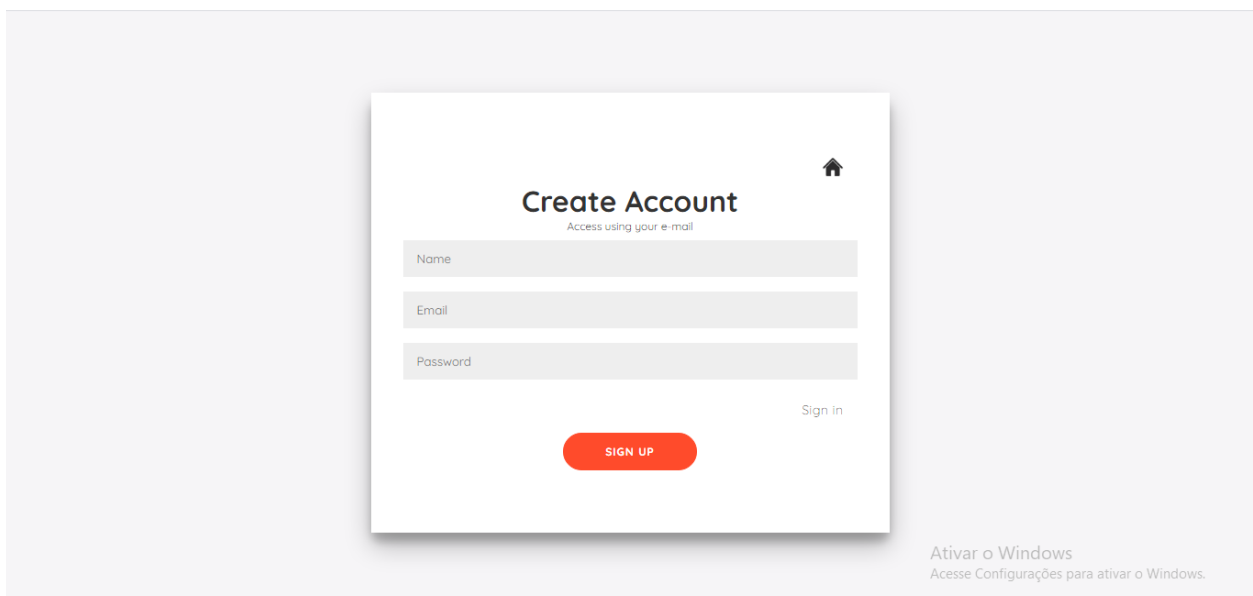 Create Account
Access using your e-mail
Name
Email
Password
Sign in
SIGN UP
Ativar o Windows
Acesse Configurações para ativar o Windows.